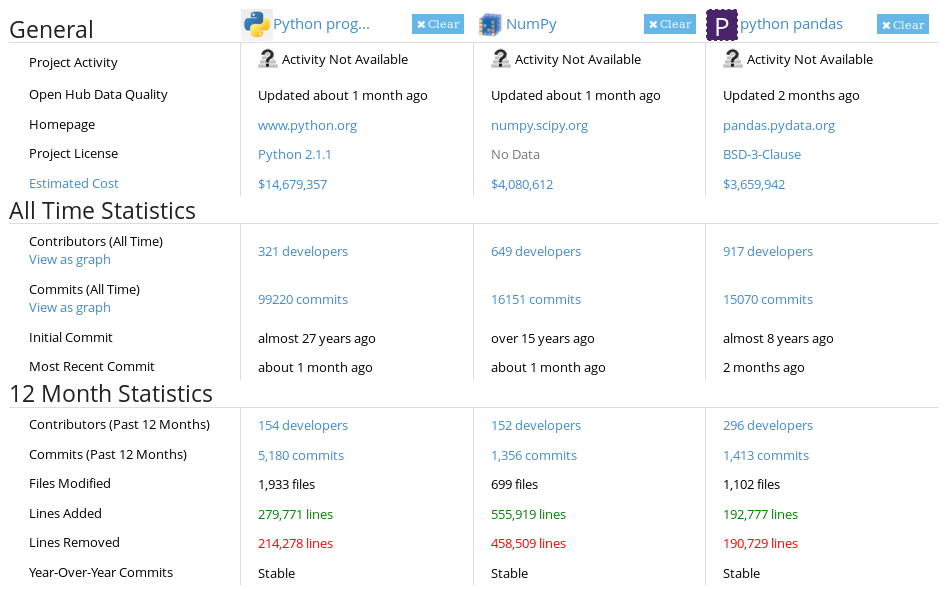 General Python prog... ✖ Clear NumPy ✖ Clear P python pandas ✖ Clear
Project Activity Activity Not Available Activity Not Available Activity Not Available
Open Hub Data Quality Updated about 1 month ago Updated about 1 month ago Updated 2 months ago
Homepage www.python.org numpy.scipy.org pandas.pydata.org
Project License Python 2.1.1 No Data BSD-3-Clause
Estimated Cost $14,679,357 $4,080,612 $3,659,942
All Time Statistics
Contributors (All Time)
View as graph 321 developers 649 developers 917 developers
Commits (All Time)
View as graph 99220 commits 16151 commits 15070 commits
Initial Commit almost 27 years ago over 15 years ago almost 8 years ago
Most Recent Commit about 1 month ago about 1 month ago 2 months ago
12 Month Statistics
Contributors (Past 12 Months) 154 developers 152 developers 296 developers
Commits (Past 12 Months) 5,180 commits 1,356 commits 1,413 commits
Files Modified 1,933 files 699 files 1,102 files
Lines Added 279,771 lines 555,919 lines 192,777 lines
Lines Removed 214,278 lines 458,509 lines 190,729 lines
Year-Over-Year Commits Stable Stable Stable